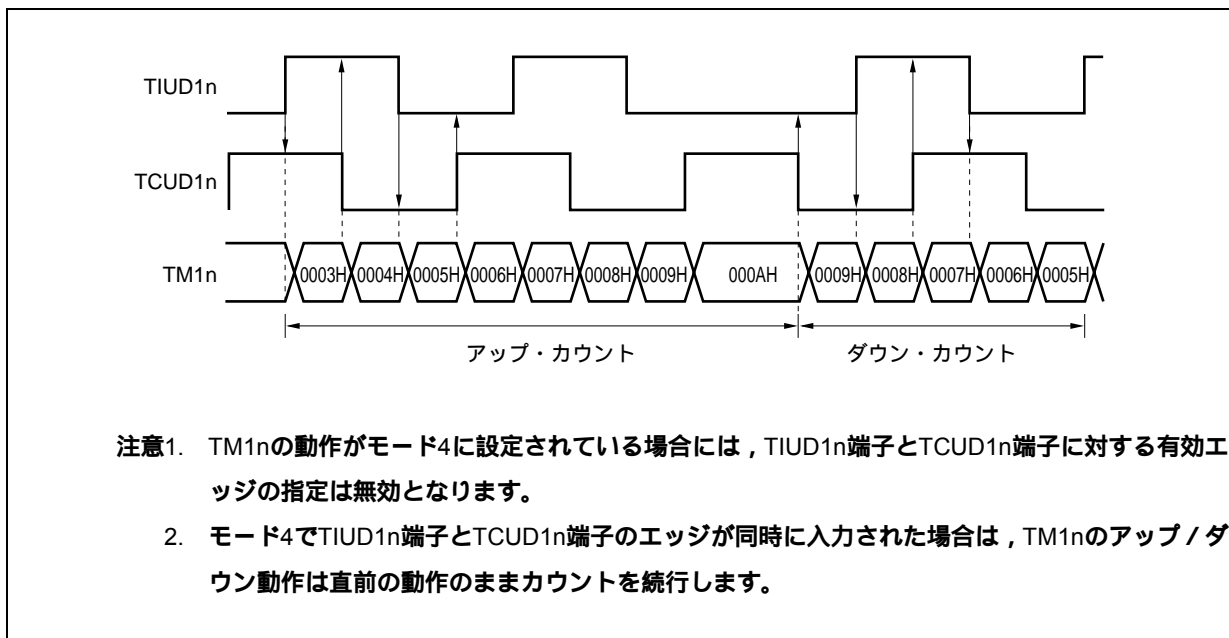 TIUD1n
TCUD1n
TM1n
0003H 0004H 0005H 0006H 0007H 0008H 0009H 000AH 0009H 0008H 0007H 0006H 0005H
アップ・カウント ダウン・カウント
注意1. TM1nの動作がモード4に設定されている場合には，TIUD1n端子とTCUD1n端子に対する有効エ
ッジの指定は無効となります。
2. モード4でTIUD1n端子とTCUD1n端子のエッジが同時に入力された場合は，TM1nのアップ／ダ
ウン動作は直前の動作のままカウントを続行します。